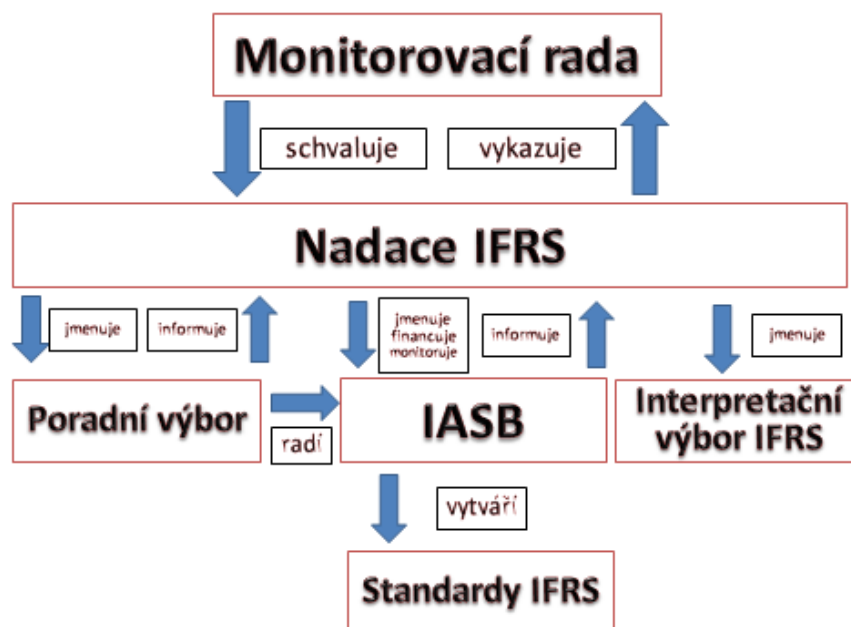 Monitorovací rada
schvaluje
vykazuje
Nadace IFRS
jmenuje
informuje
jmenuje
financuje
monitoruje
informuje
jmenuje
Poradní výbor
radí
IASB
Interpretační
výbor IFRS
vytváří
Standardy IFRS